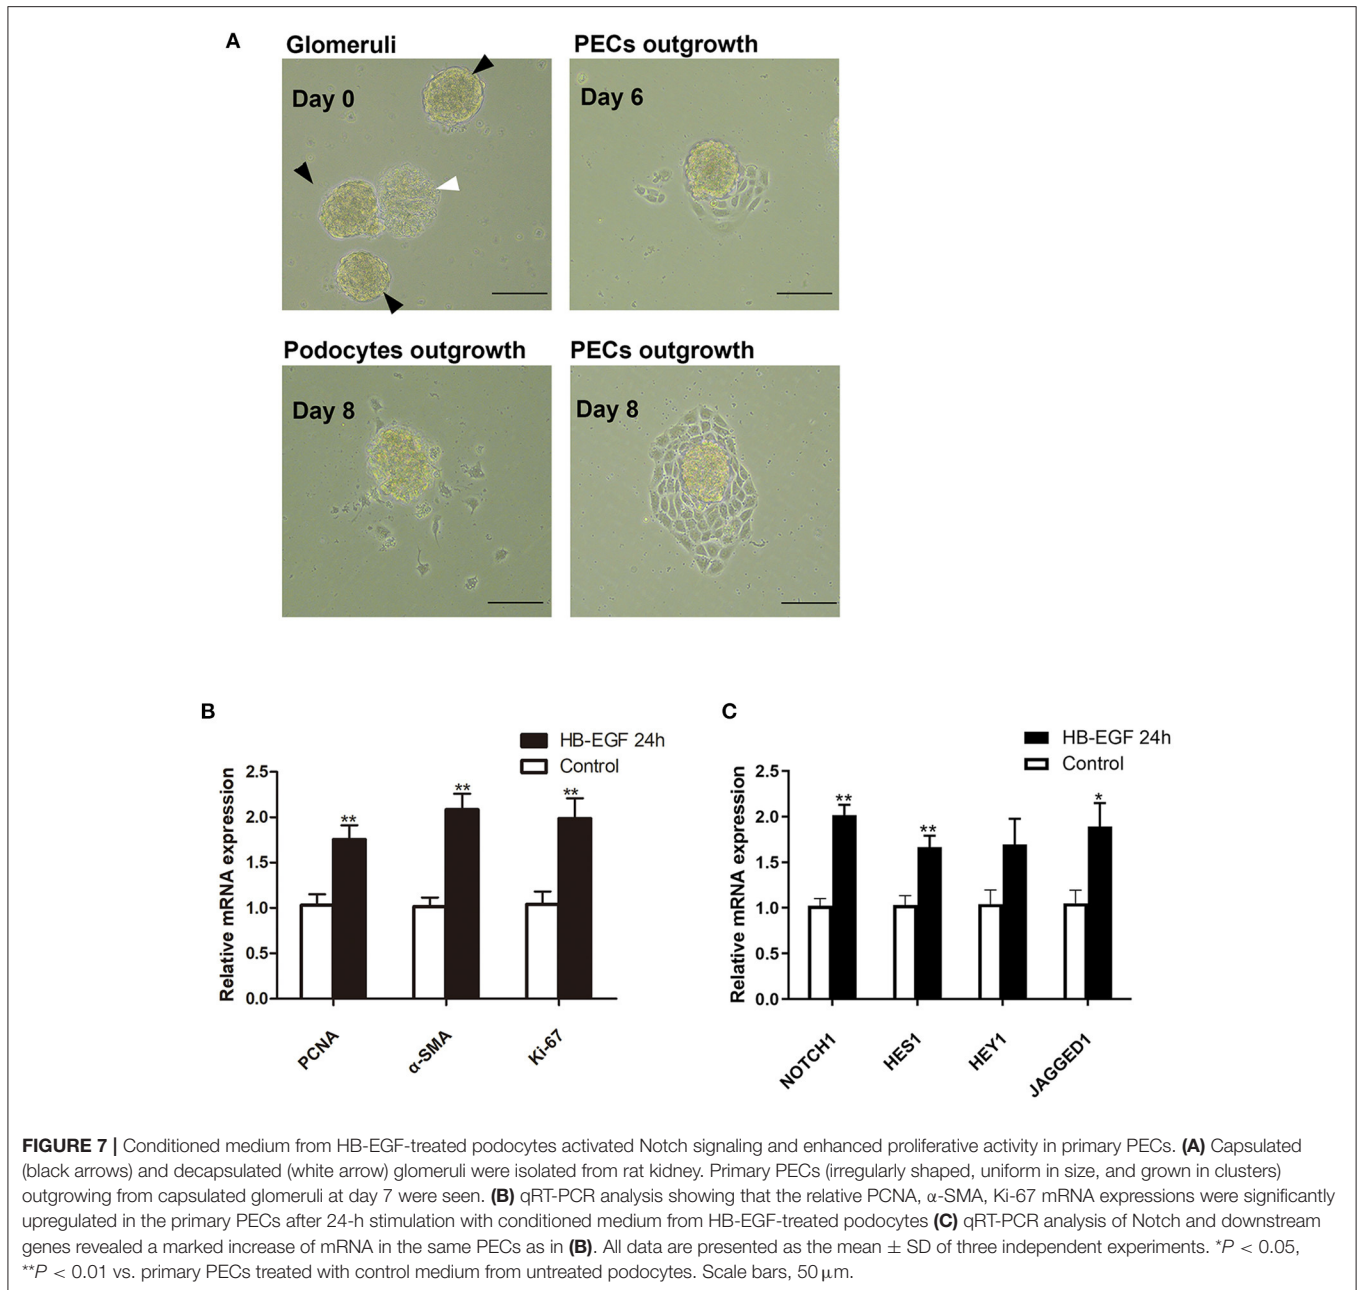 A
Glomeruli
PECs outgrowth
Day 0
Day 6
Podocytes outgrowth
PECs outgrowth
Day 8
Day 8
B
HB-EGF 24h
Control
Relative mRNA expression
2.5
2.0
1.5
1.0
0.5
0.0
**
**
**
PCNA
α-SMA
Ki-67
C
HB-EGF 24h
Control
Relative mRNA expression
2.5
2.0
1.5
1.0
0.5
0.0
**
**
*
NOTCH1
HES1
HEY1
JAGGED1
FIGURE 7 | Conditioned medium from HB-EGF-treated podocytes activated Notch signaling and enhanced proliferative activity in primary PECs. (A) Capsulated
(black arrows) and decapsulated (white arrow) glomeruli were isolated from rat kidney. Primary PECs (irregularly shaped, uniform in size, and grown in clusters)
outgrowing from capsulated glomeruli at day 7 were seen. (B) qRT-PCR analysis showing that the relative PCNA, α-SMA, Ki-67 mRNA expressions were significantly
upregulated in the primary PECs after 24-h stimulation with conditioned medium from HB-EGF-treated podocytes (C) qRT-PCR analysis of Notch and downstream
genes revealed a marked increase of mRNA in the same PECs as in (B). All data are presented as the mean ± SD of three independent experiments. *P < 0.05,
**P < 0.01 vs. primary PECs treated with control medium from untreated podocytes. Scale bars, 50 μm.